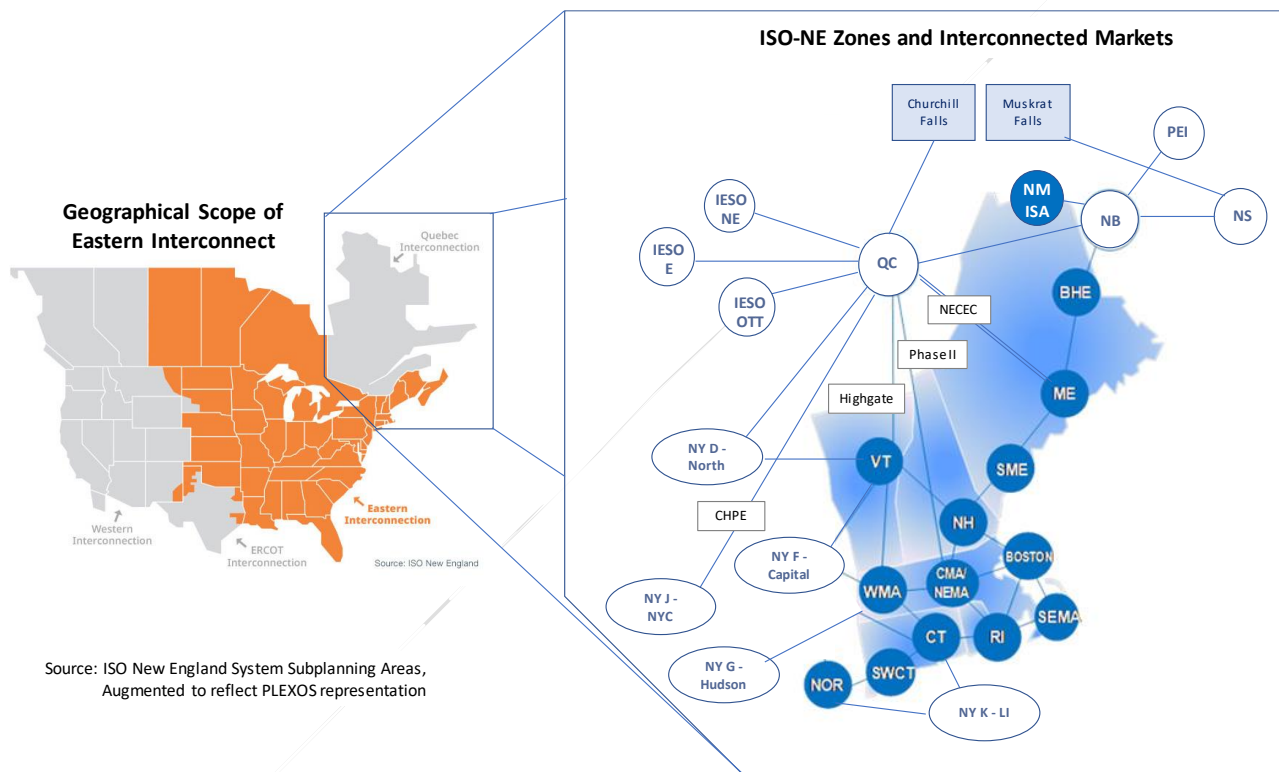 ISO-NE Zones and Interconnected Markets
Churchill
Falls
Muskrat
Falls
PEI
NM
ISA
NB
NS
IESO
NE
IESO
E
IESO
OTT
QC
BHE
NECEC
Phase II
ME
Highgate
NY D -
North
VT
SME
CHPE
NH
NY F -
Capital
BOSTON
WMA
CMA/
NEMA
NY J -
NYC
SEMA
CT
RI
NY G -
Hudson
SWCT
NOR
NY K - LI
Geographical Scope of
Eastern Interconnect
Quebec
Interconnection
Eastern
Interconnection
Western
Interconnection
ERCOT
Interconnection
Source: ISO New England
Source: ISO New England System Subplanning Areas,
Augmented to reflect PLEXOS representation